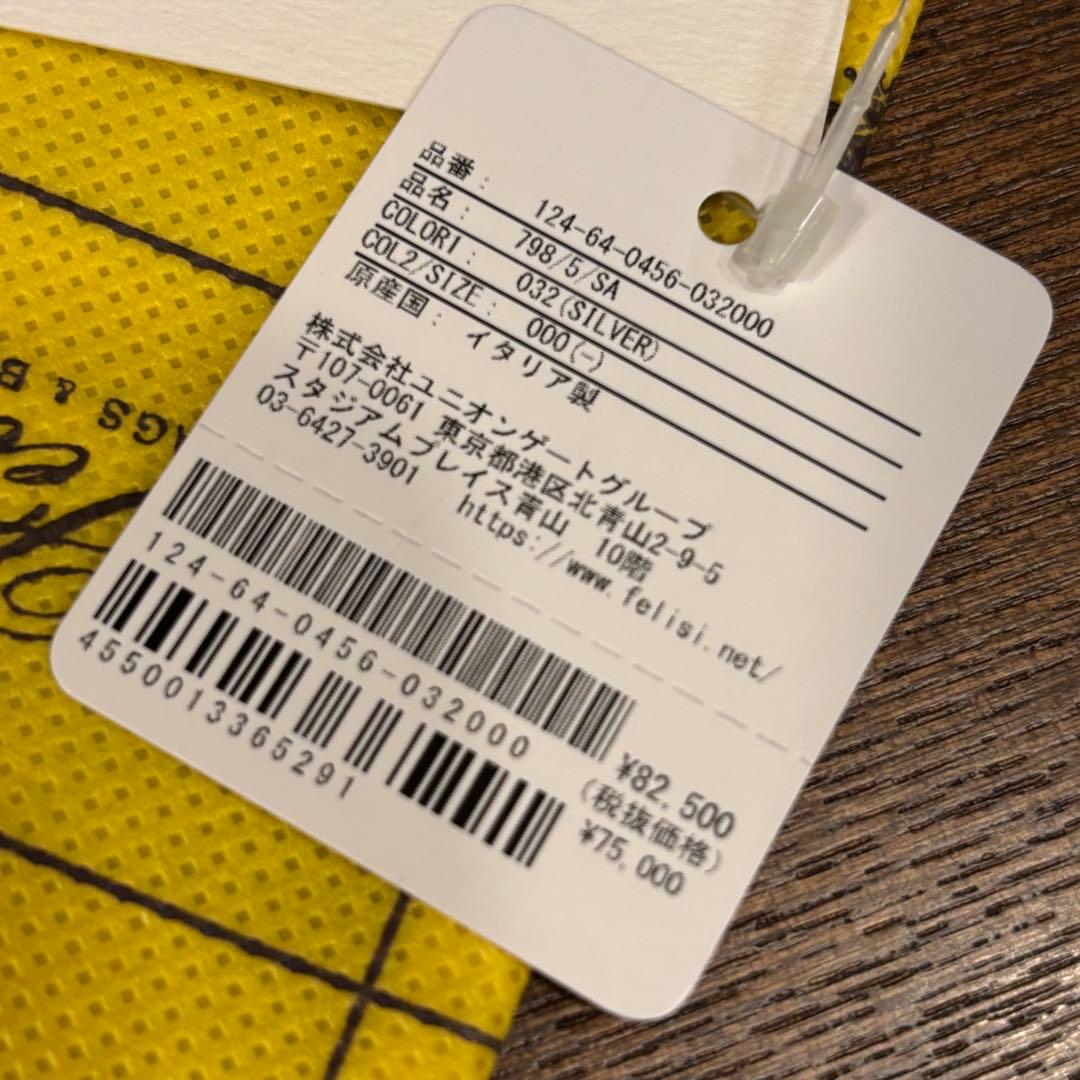 品番: 124-64-0456-032000
品名: 798/5/SA
COLOR1: 032(SILVER)
COL2/SIZE: 000(-)
原産国: イタリア製
株式会社ユニオンゲートグループ
〒107-0061 東京都港区北青山2-9-5
スタジアムプレイス青山 10階
03-6427-3901 https://www.felisi.net/
124-64-0456-032000
4550013365291
¥82,500
(税抜価格)
¥75,000
AGS & B